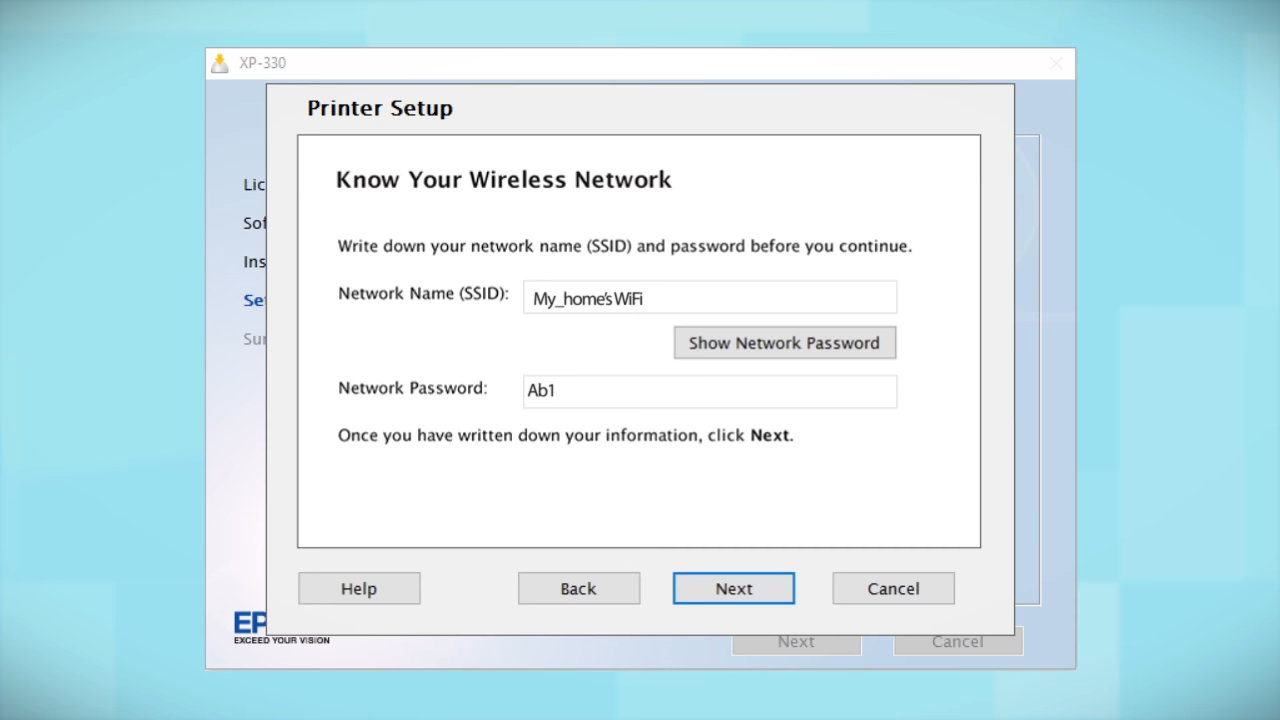 XP-330
Printer Setup
Know Your Wireless Network
Write down your network name (SSID) and password before you continue.
Network Name (SSID): My_home's WiFi
Show Network Password
Network Password: Ab1
Once you have written down your information, click Next.
Lic
Sof
Ins
Se
Sur
Help Back Next Cancel
EP
EXCEED YOUR VISION
Next Cancel